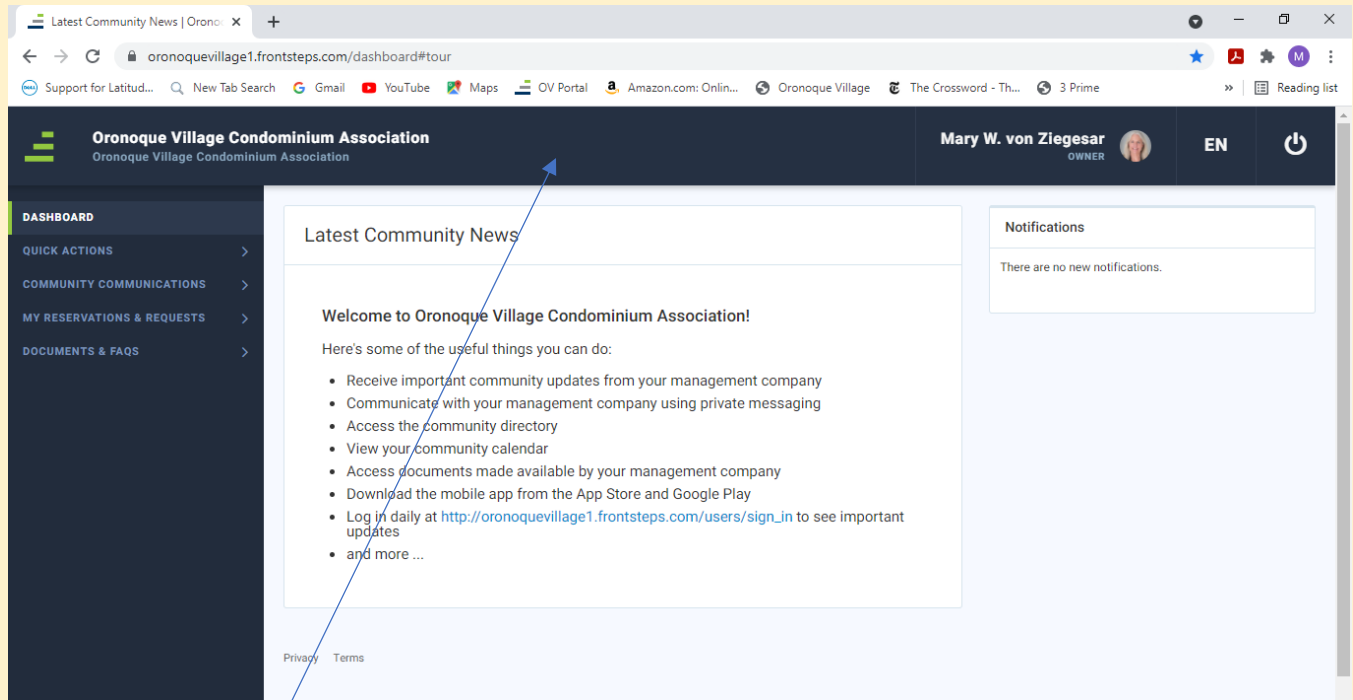 Latest Community News | Orono
oronoquevillage1.frontsteps.com/dashboard#tour
M
DELL Support for Latitud... New Tab Search Gmail YouTube Maps OV Portal Amazon.com: Onlin... Oronoque Village The Crossword - Th... 3 Prime » Reading list
Oronoque Village Condominium Association
Oronoque Village Condominium Association
Mary W. von Ziegesar
OWNER
EN
DASHBOARD
QUICK ACTIONS
COMMUNITY COMMUNICATIONS
MY RESERVATIONS & REQUESTS
DOCUMENTS & FAQS
Latest Community News
Welcome to Oronoque Village Condominium Association!
Here's some of the useful things you can do:
• Receive important community updates from your management company
• Communicate with your management company using private messaging
• Access the community directory
• View your community calendar
• Access documents made available by your management company
• Download the mobile app from the App Store and Google Play
• Log in daily at http://oronoquevillage1.frontsteps.com/users/sign_in to see important
updates
• and more ...
Notifications
There are no new notifications.
Privacy Terms